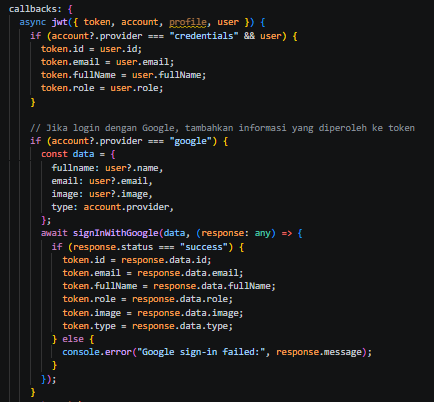 callbacks: {
async jwt({ token, account, profile, user }) {
if (account?.provider === "credentials" && user) {
token.id = user.id;
token.email = user.email;
token.fullName = user.fullName;
token.role = user.role;
}
// Jika login dengan Google, tambahkan informasi yang diperoleh ke token
if (account?.provider === "google") {
const data = {
fullname: user?.name,
email: user?.email,
image: user?.image,
type: account.provider,
};
await signInWithGoogle(data, (response: any) => {
if (response.status === "success") {
token.id = response.data.id;
token.email = response.data.email;
token.fullName = response.data.fullName;
token.role = response.data.role;
token.image = response.data.image;
token.type = response.data.type;
} else {
console.error("Google sign-in failed:", response.message);
}
});
}